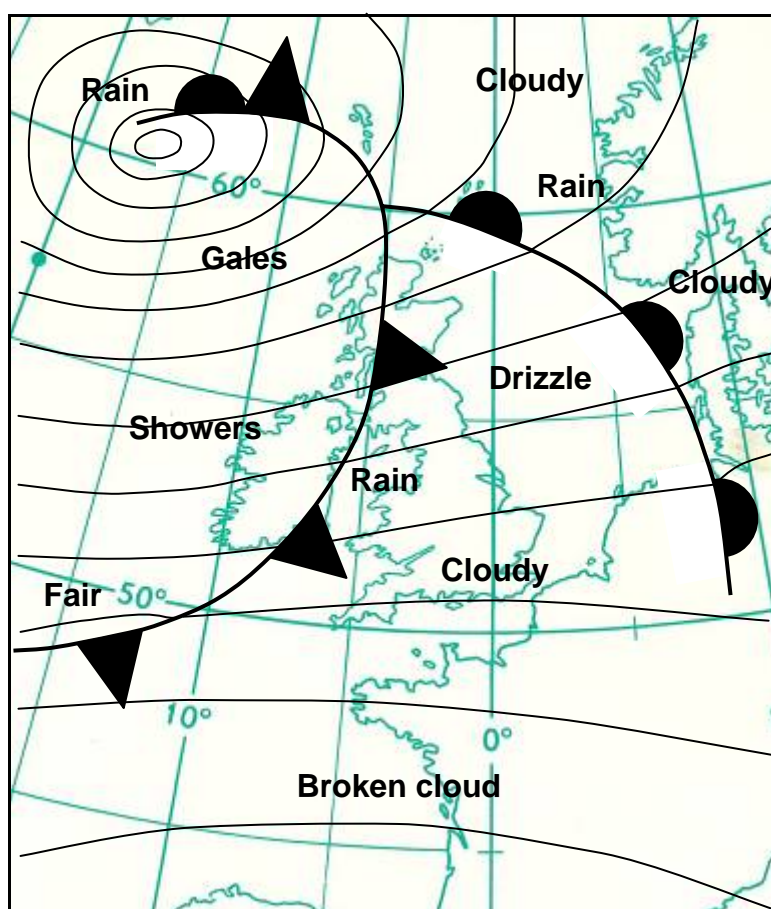 Cloudy
Rain
60°
Rain
Gales
Cloudy
Drizzle
Showers
Rain
Cloudy
Fair
50°
10°
0°
Broken cloud